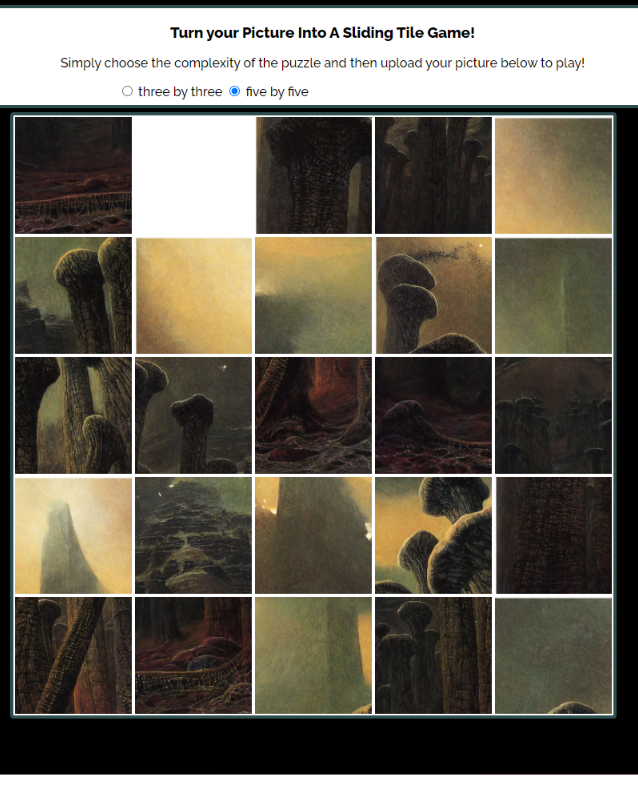 Turn your Picture Into A Sliding Tile Game!
Simply choose the complexity of the puzzle and then upload your picture below to play!
three by three five by five